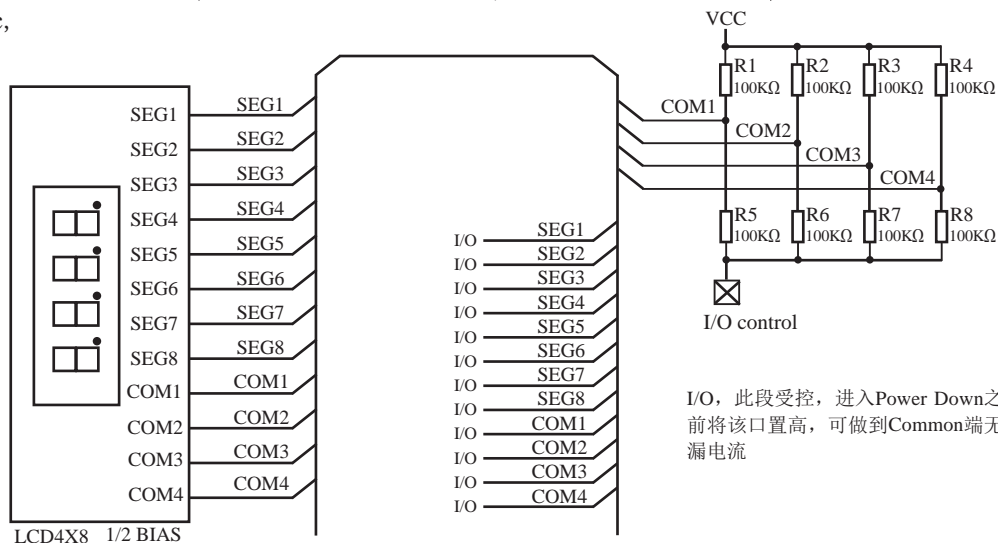 c,
VCC
R1
100KΩ
R2
100KΩ
R3
100KΩ
R4
100KΩ
COM1
COM2
COM3
COM4
R5
100KΩ
R6
100KΩ
R7
100KΩ
R8
100KΩ
I/O control
SEG1
SEG2
SEG3
SEG4
SEG5
SEG6
SEG7
SEG8
COM1
COM2
COM3
COM4
SEG1
SEG2
SEG3
SEG4
SEG5
SEG6
SEG7
SEG8
COM1
COM2
COM3
COM4
I/O SEG1
I/O SEG2
I/O SEG3
I/O SEG4
I/O SEG5
I/O SEG6
I/O SEG7
I/O SEG8
I/O COM1
I/O COM2
I/O COM3
I/O COM4
I/O，此段受控，进入Power Down之
前将该口置高，可做到Common端无
漏电流
LCD4X8 1/2 BIAS